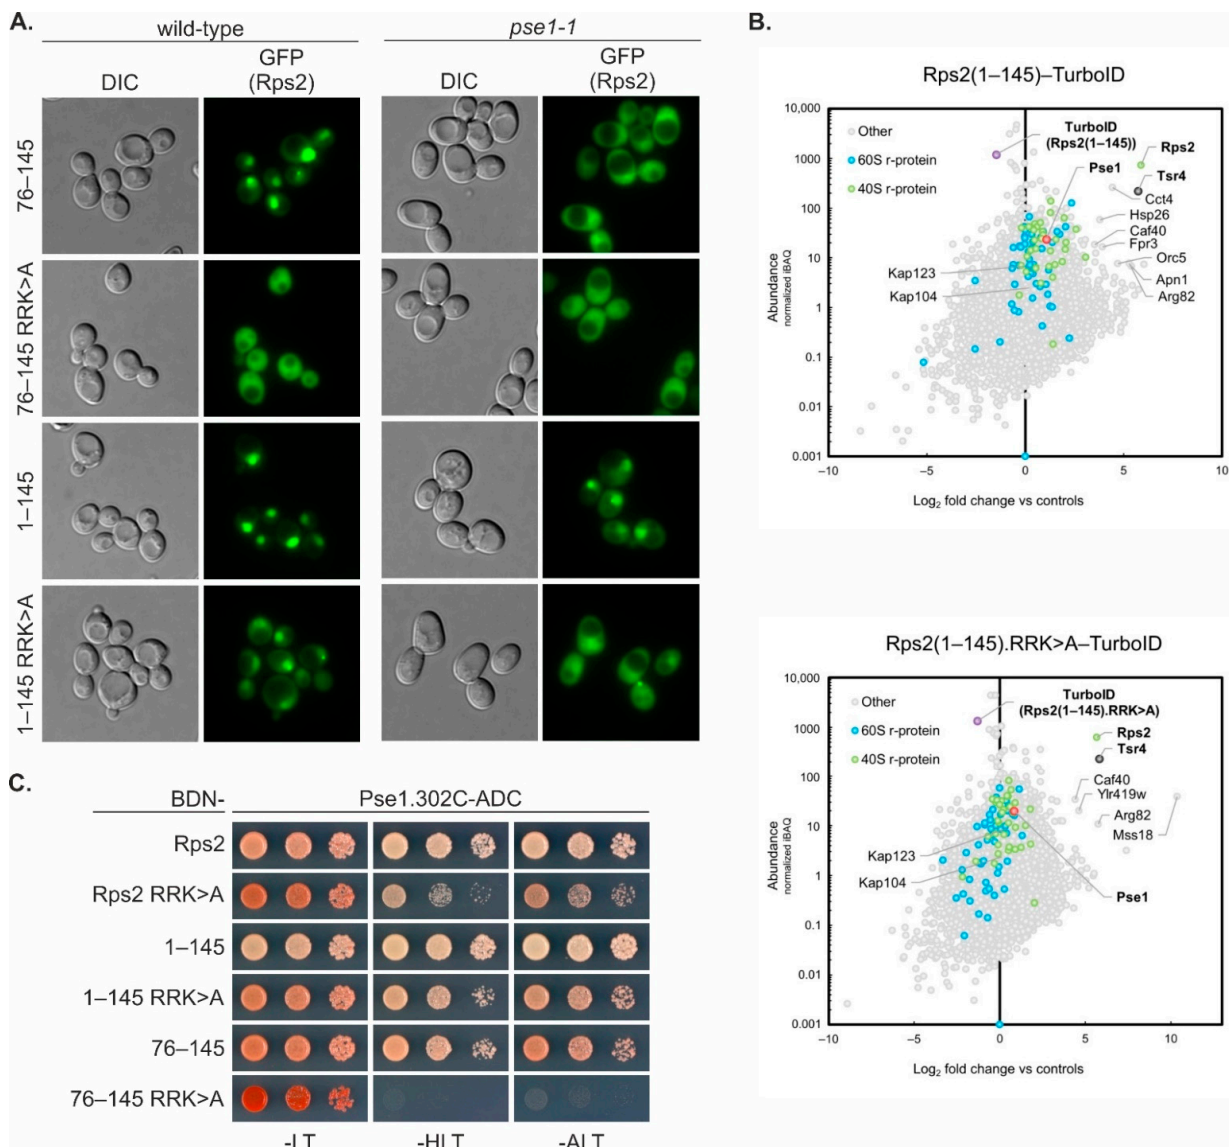 A.
wild-type
pse1-1
DIC
GFP
(Rps2)
DIC
GFP
(Rps2)
76–145
76–145 RRK>A
1–145
1–145 RRK>A
B.
Rps2(1–145)–TurboID
10,000
1000
100
10
1
0.1
0.01
0.001
Abundance
normalized iBAQ
Other
60S r-protein
40S r-protein
TurboID
(Rps2(1–145))
Pse1
Rps2
Tsr4
Cct4
Hsp26
Caf40
Fpr3
Orc5
Apn1
Arg82
Kap123
Kap104
–10
–5
0
5
10
Log2 fold change vs controls
Rps2(1–145).RRK>A–TurboID
10,000
1000
100
10
1
0.1
0.01
0.001
Abundance
normalized iBAQ
Other
60S r-protein
40S r-protein
TurboID
(Rps2(1–145).RRK>A)
Rps2
Tsr4
Caf40
Ylr419w
Arg82
Mss18
Kap123
Kap104
Pse1
–10
–5
0
5
10
Log2 fold change vs controls
C.
BDN-
Pse1.302C-ADC
Rps2
Rps2 RRK>A
1–145
1–145 RRK>A
76–145
76–145 RRK>A
-LT
-HLT
-ALT